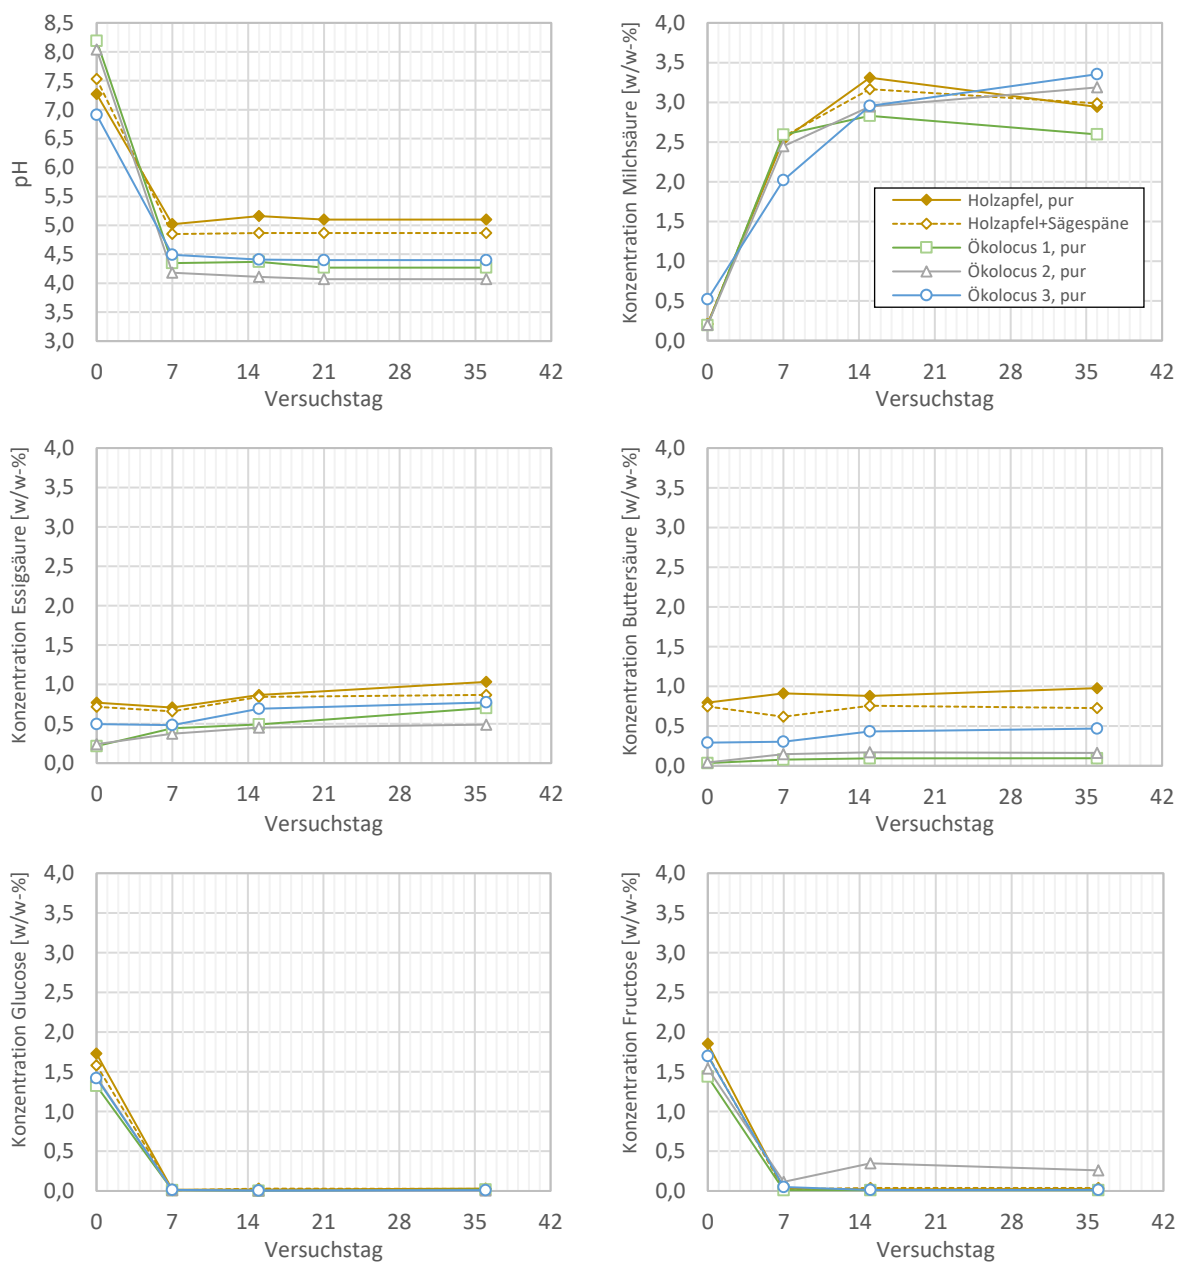 8,5
8,0
7,5
7,0
6,5
6,0
5,5
5,0
4,5
4,0
3,5
3,0
pH
0 7 14 21 28 35 42
Versuchstag
4,0
3,5
3,0
2,5
2,0
1,5
1,0
0,5
0,0
Konzentration Milchsäure [w/w-%]
Holzapfel, pur
Holzapfel+Sägespäne
Ökolocus 1, pur
Ökolocus 2, pur
Ökolocus 3, pur
0 7 14 21 28 35 42
Versuchstag
4,0
3,5
3,0
2,5
2,0
1,5
1,0
0,5
0,0
Konzentration Essigsäure [w/w-%]
0 7 14 21 28 35 42
Versuchstag
4,0
3,5
3,0
2,5
2,0
1,5
1,0
0,5
0,0
Konzentration Buttersäure [w/w-%]
0 7 14 21 28 35 42
Versuchstag
4,0
3,5
3,0
2,5
2,0
1,5
1,0
0,5
0,0
Konzentration Glucose [w/w-%]
0 7 14 21 28 35 42
Versuchstag
4,0
3,5
3,0
2,5
2,0
1,5
1,0
0,5
0,0
Konzentration Fructose [w/w-%]
0 7 14 21 28 35 42
Versuchstag